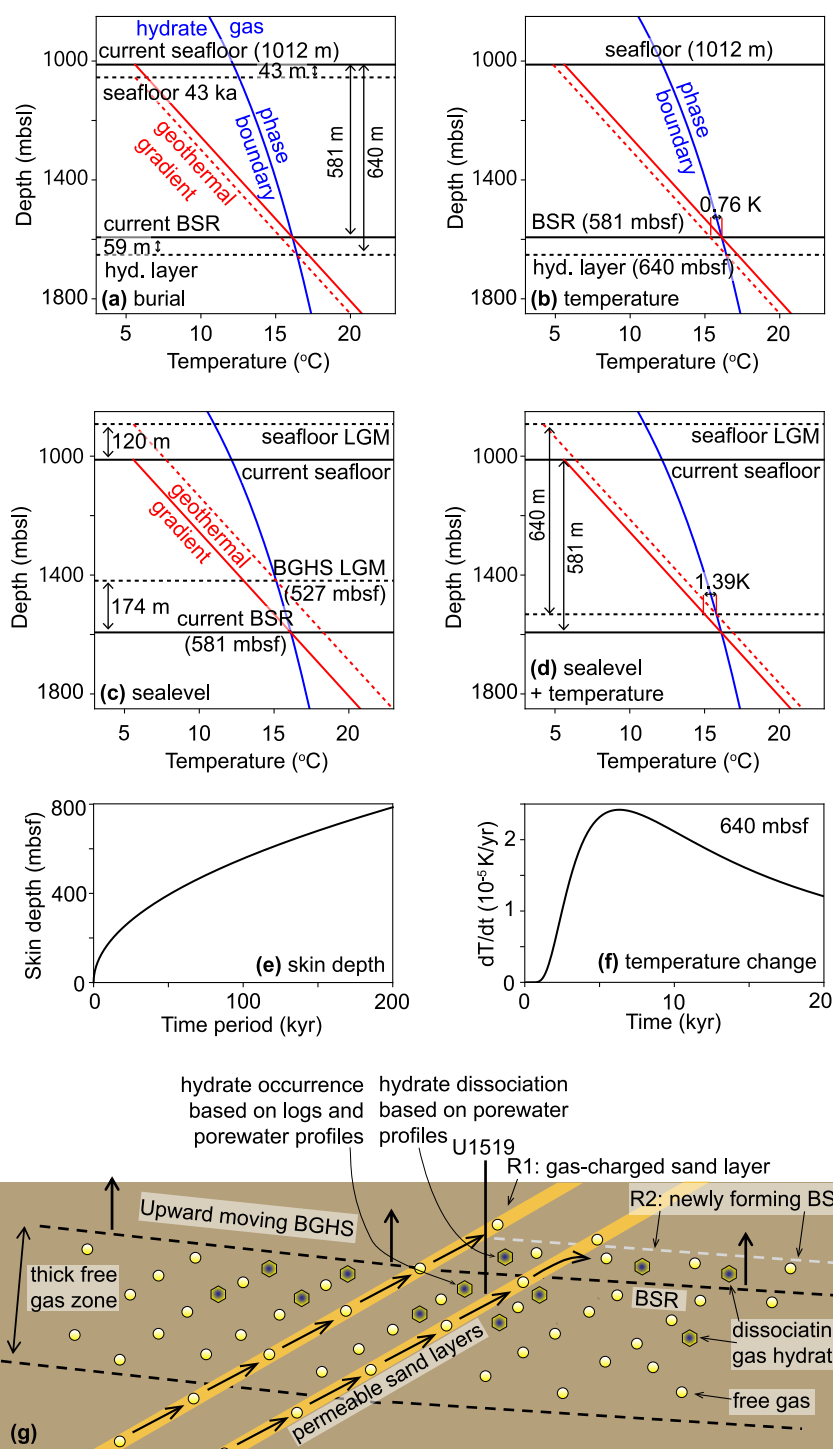 hydrate gas
current seafloor (1012 m)
43 m
seafloor 43 ka
phase
boundary
geothermal
gradient
581 m
640 m
current BSR
59 m
hyd. layer
(a) burial
1000
1400
1800
Depth (mbsl)
5 10 15 20
Temperature (°C)
seafloor (1012 m)
phase
boundary
0.76 K
BSR (581 mbsf)
hyd. layer (640 mbsf)
(b) temperature
1000
1400
1800
Depth (mbsl)
5 10 15 20
Temperature (°C)
120 m
seafloor LGM
current seafloor
geothermal
gradient
BGHS LGM
(527 mbsf)
174 m
current BSR
(581 mbsf)
(c) sealevel
1000
1400
1800
Depth (mbsl)
5 10 15 20
Temperature (°C)
seafloor LGM
current seafloor
640 m
581 m
1.39K
(d) sealevel
+ temperature
1000
1400
1800
Depth (mbsl)
5 10 15 20
Temperature (°C)
800
400
0
Skin depth (mbsf)
(e) skin depth
0 100 200
Time period (kyr)
640 mbsf
2
1
0
dT/dt (10⁻⁵ K/yr)
(f) temperature change
0 5 10 20
Time (kyr)
hydrate occurrence
based on logs and
porewater profiles
hydrate dissociation
based on porewater
profiles
U1519
R1: gas-charged sand layer
R2: newly forming BS
Upward moving BGHS
thick free
gas zone
BSR
dissociatin
gas hydrat
permeable sand layers
free gas
(g)